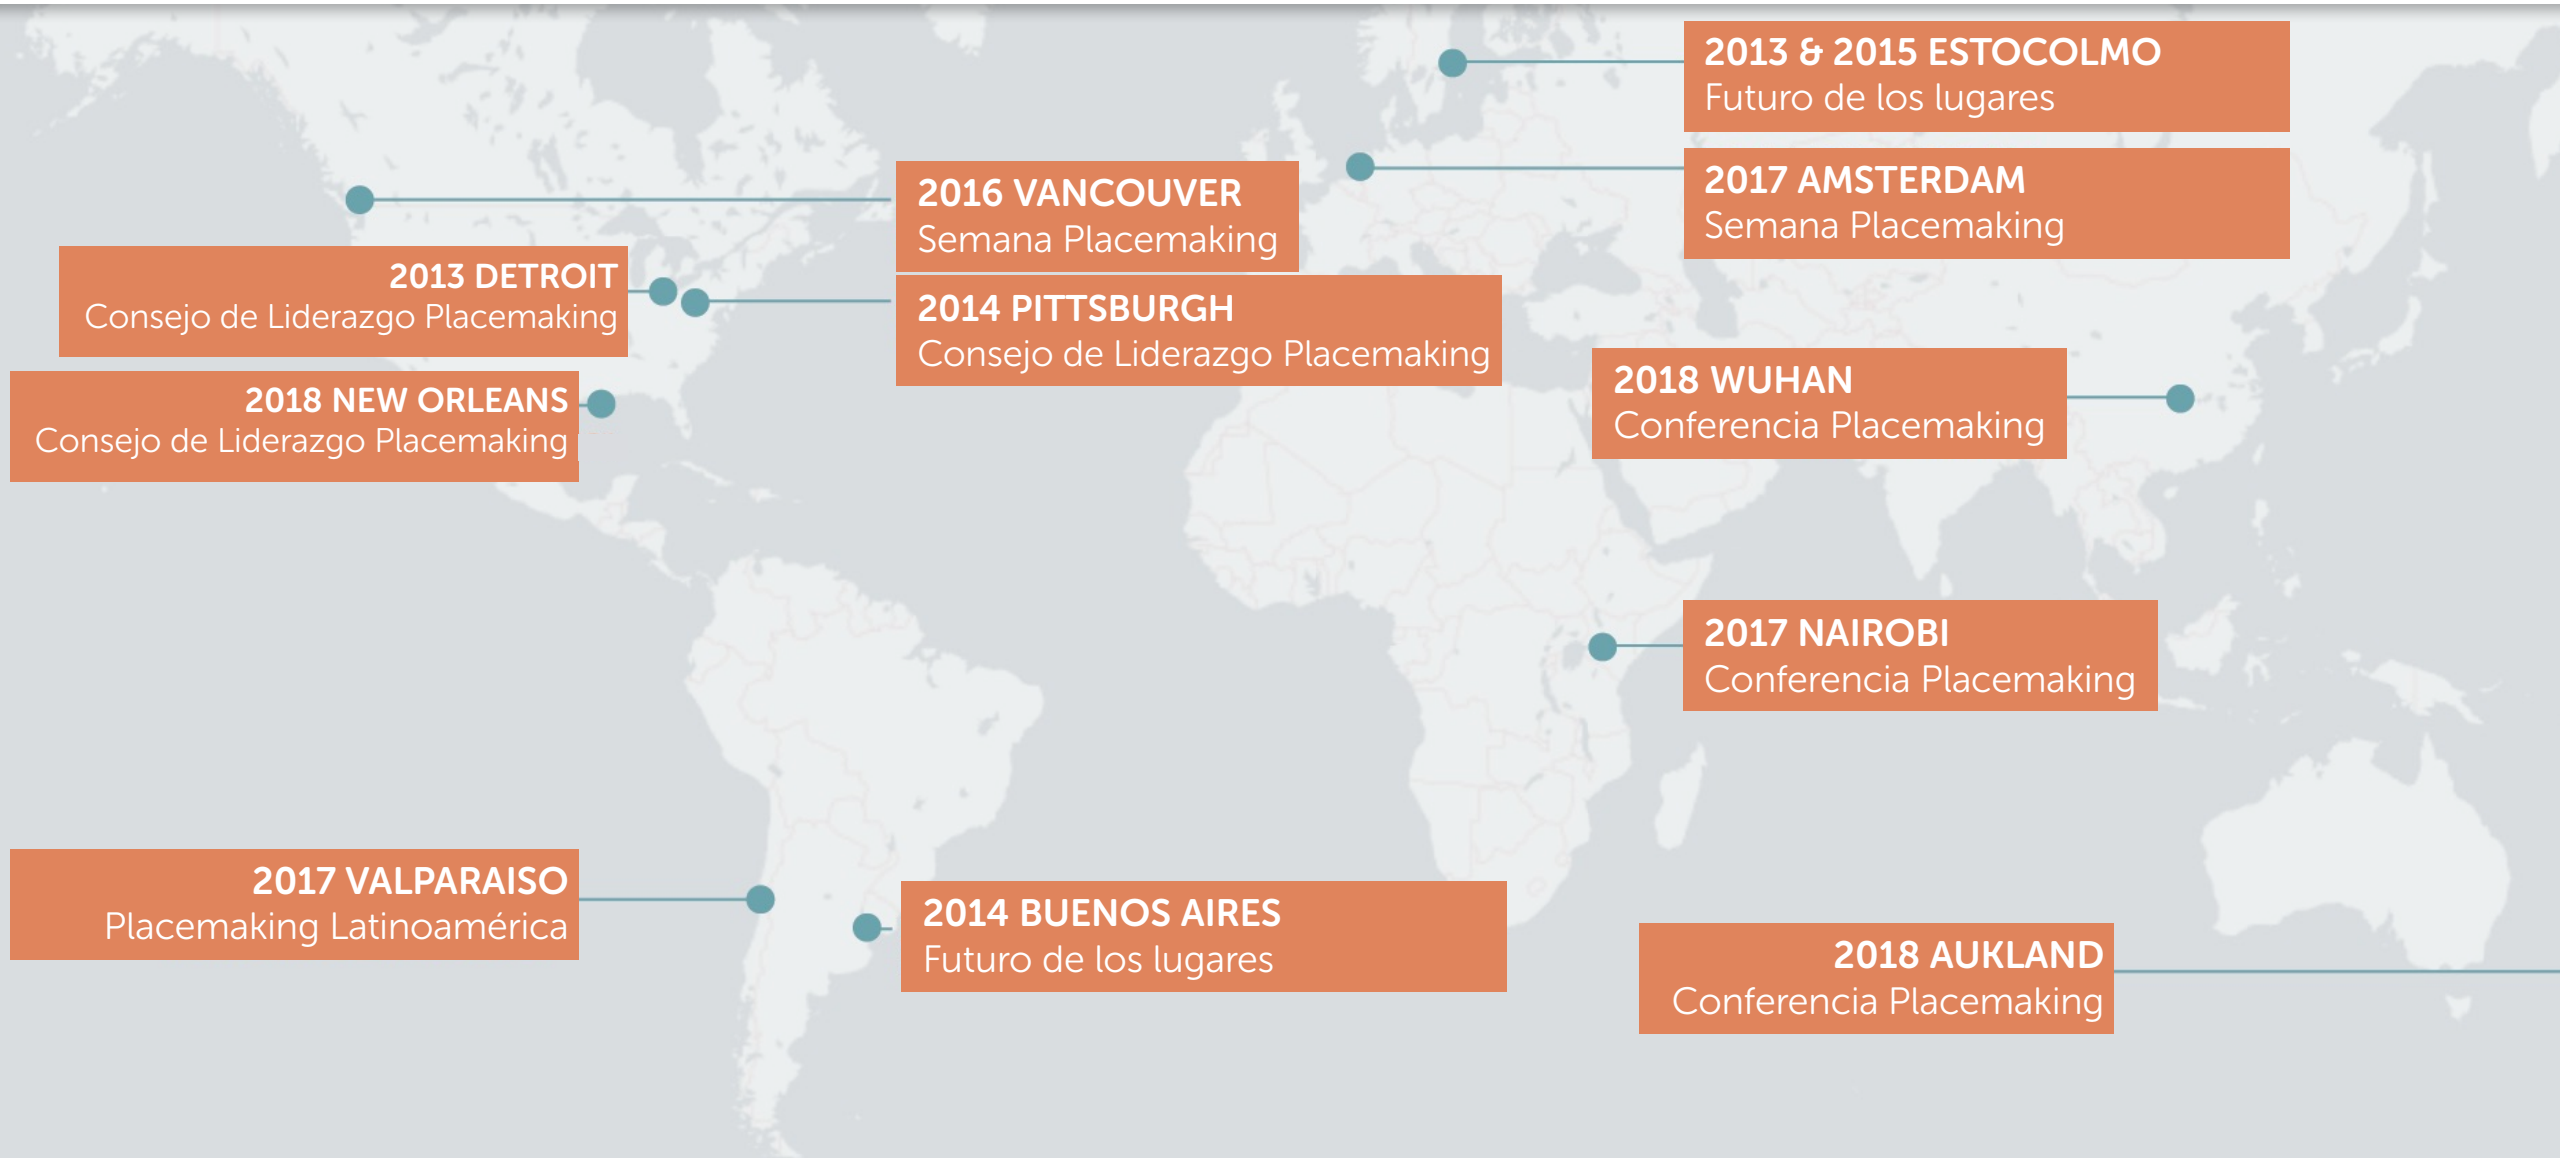 2013 & 2015 ESTOCOLMO
Futuro de los lugares
2017 AMSTERDAM
Semana Placemaking
2016 VANCOUVER
Semana Placemaking
2013 DETROIT
Consejo de Liderazgo Placemaking
2014 PITTSBURGH
Consejo de Liderazgo Placemaking
2018 NEW ORLEANS
Consejo de Liderazgo Placemaking
2018 WUHAN
Conferencia Placemaking
2017 NAIROBI
Conferencia Placemaking
2017 VALPARAISO
Placemaking Latinoamérica
2014 BUENOS AIRES
Futuro de los lugares
2018 AUKLAND
Conferencia Placemaking